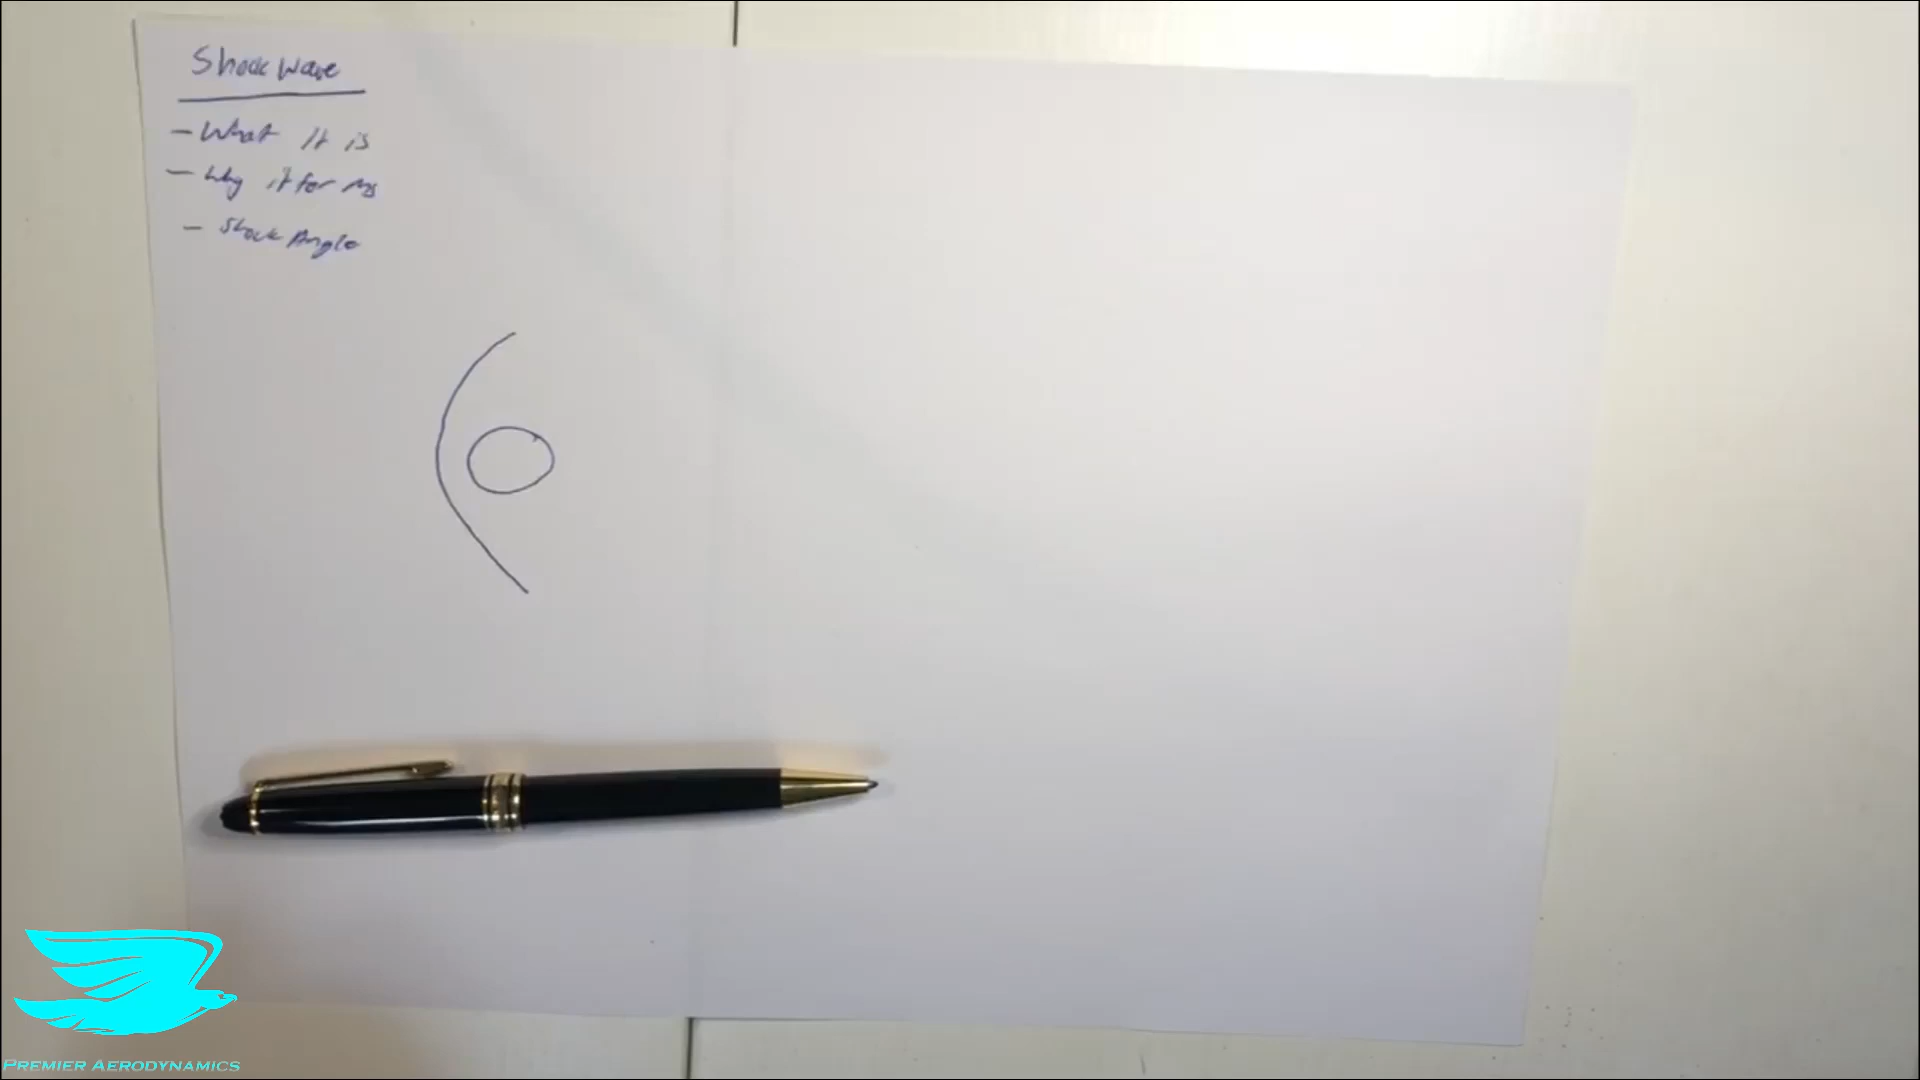 Shock Wave
- What it is
- Why it forms
- Shock Angle
PREMIER AERODYNAMICS